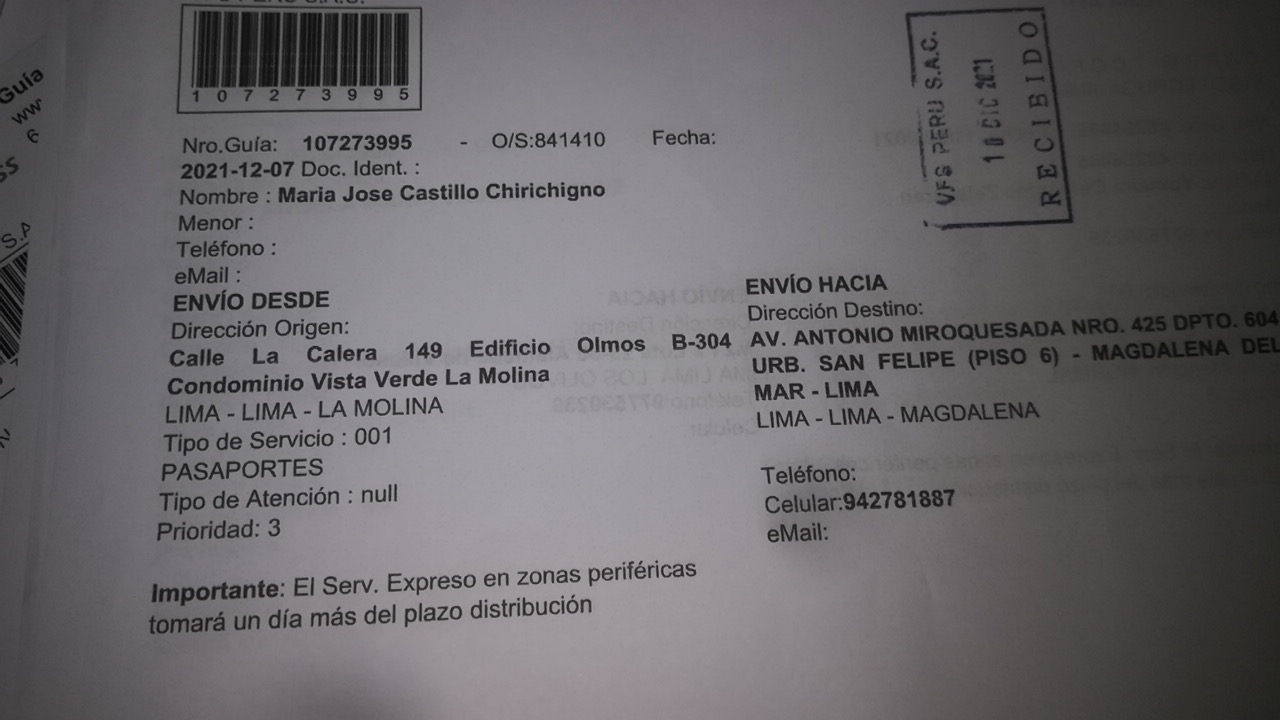 107273995
Nro.Guía: 107273995 - O/S:841410 Fecha:
2021-12-07 Doc. Ident. :
Nombre : Maria Jose Castillo Chirichigno
Menor :
Teléfono :
eMail :
ENVÍO DESDE
Dirección Origen:
Calle La Calera 149 Edificio Olmos B-304
Condominio Vista Verde La Molina
LIMA - LIMA - LA MOLINA
Tipo de Servicio : 001
PASAPORTES
Tipo de Atención : null
Prioridad: 3
ENVÍO HACIA
Dirección Destino:
AV. ANTONIO MIROQUESADA NRO. 425 DPTO. 604
URB. SAN FELIPE (PISO 6) - MAGDALENA DEL
MAR - LIMA
LIMA - LIMA - MAGDALENA
Teléfono:
Celular:942781887
eMail:
Importante: El Serv. Expreso en zonas periféricas
tomará un día más del plazo distribución
VFS PERU S.A.C.
10 DIC 2021
RECIBIDO
Guía